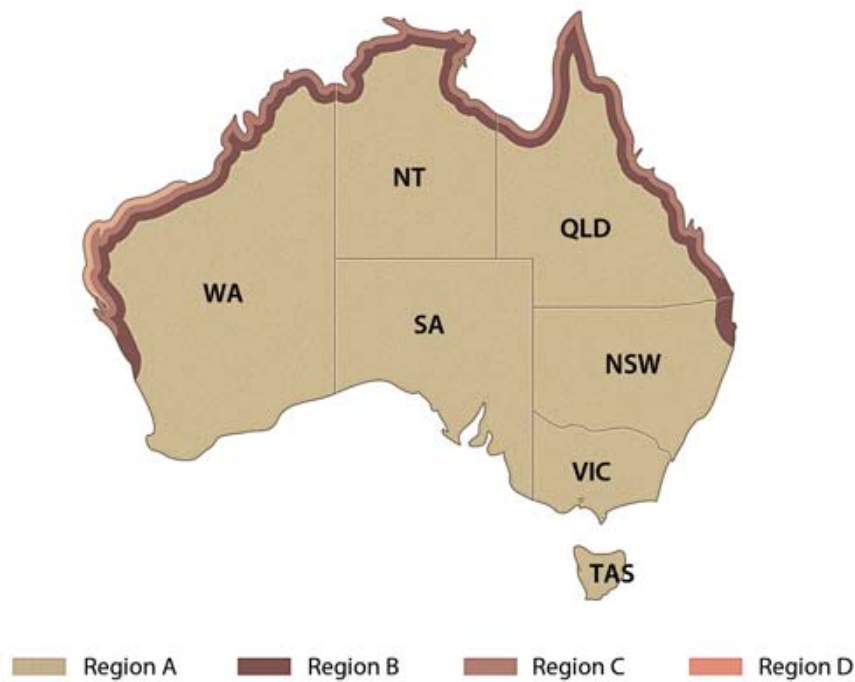 NT
QLD
WA
SA
NSW
VIC
TAS
Region A
Region B
Region C
Region D